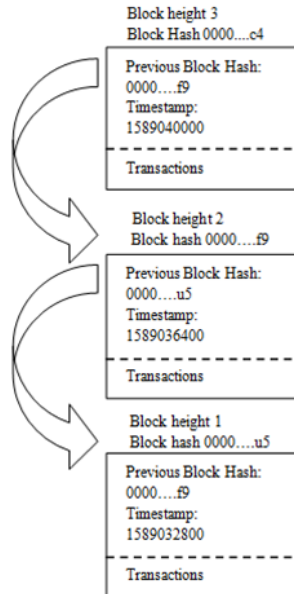 Block height 3
Block Hash 0000....c4
Previous Block Hash:
0000....f9
Timestamp:
1589040000
Transactions
Block height 2
Block hash 0000....f9
Previous Block Hash:
0000....u5
Timestamp:
1589036400
Transactions
Block height 1
Block hash 0000....u5
Previous Block Hash:
0000....f9
Timestamp:
1589032800
Transactions